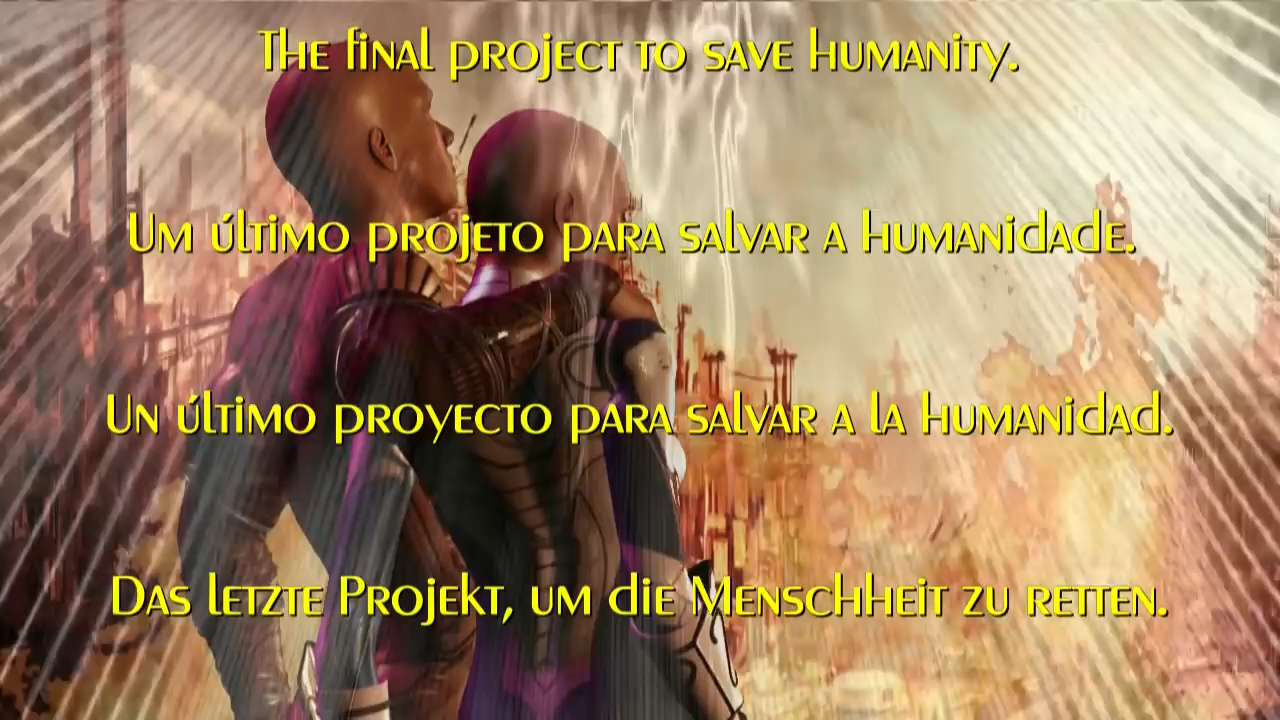 The final project to save humanity.
Um último projeto para salvar a humanidade.
Un último proyecto para salvar a la humanidad.
Das letzte Projekt, um die Menschheit zu retten.